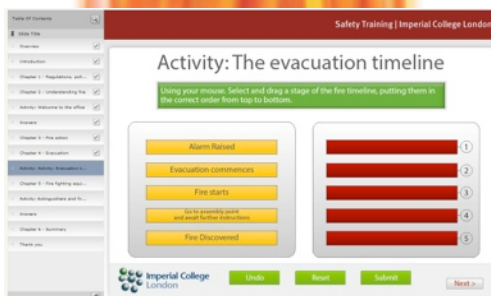 Table Of Contents
Slide Title
Overview
Introduction
Chapter 1 - Regulations, poli...
Chapter 2 - Understanding fire
Activity: Welcome to the office
Answers
Chapter 3 - Fire action
Chapter 4 - Evacuation
Activity: Activity: Evacuation t...
Chapter 5 - Fire fighting equi...
Activity: Extinguishers and fir...
Answers
Chapter 6 - Summary
Thank you
Safety Training | Imperial College London
Activity: The evacuation timeline
Using your mouse. Select and drag a stage of the fire timeline, putting them in
the correct order from top to bottom.
Alarm Raised
Evacuation commences
Fire starts
Go to assembly point
and await further instructions
Fire Discovered
1
2
3
4
5
Imperial College
London
Undo
Reset
Submit
Next >